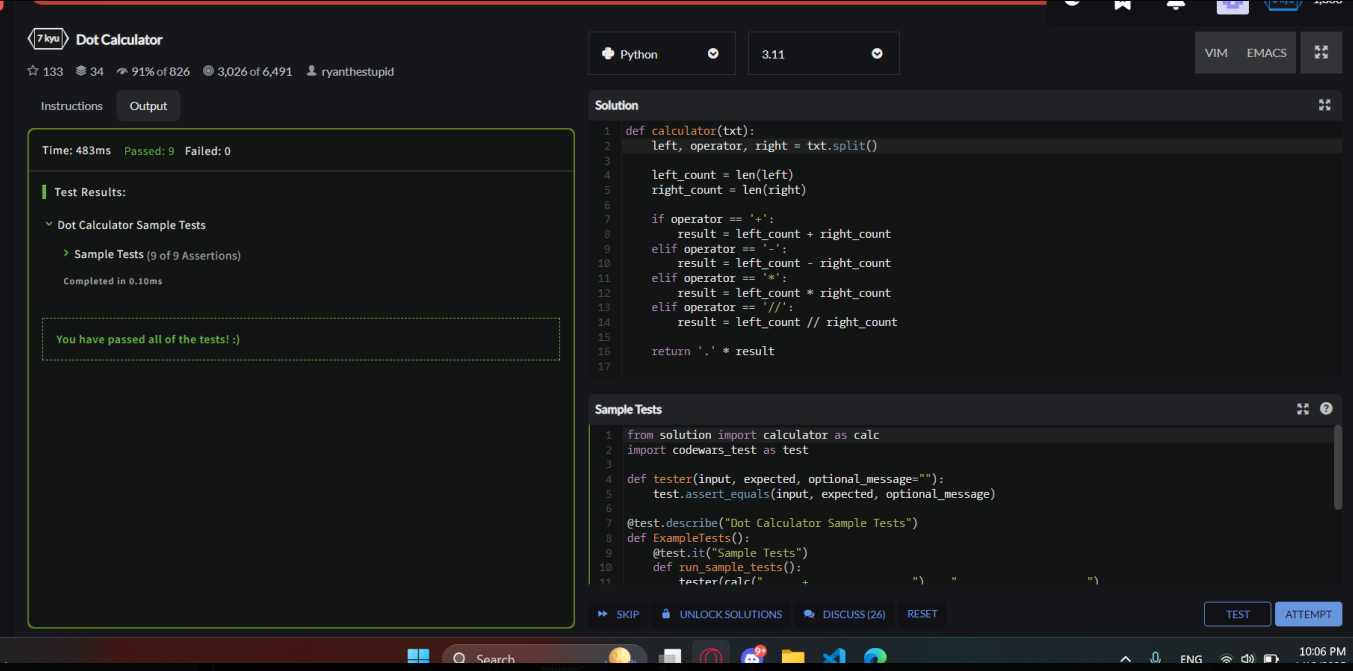 7 kyu Dot Calculator
133 34 91% of 826 3,026 of 6,491 ryanthestupid
Instructions Output
Time: 483ms Passed: 9 Failed: 0
Test Results:
Dot Calculator Sample Tests
Sample Tests (9 of 9 Assertions)
Completed in 0.10ms
You have passed all of the tests! :)
Python 3.11 VIM EMACS
Solution
1 def calculator(txt):
2 left, operator, right = txt.split()
3
4 left_count = len(left)
5 right_count = len(right)
6
7 if operator == '+':
8 result = left_count + right_count
9 elif operator == '-':
10 result = left_count - right_count
11 elif operator == '*':
12 result = left_count * right_count
13 elif operator == '//':
14 result = left_count // right_count
15
16 return '.' * result
17
Sample Tests
1 from solution import calculator as calc
2 import codewars_test as test
3
4 def tester(input, expected, optional_message=""):
5 test.assert_equals(input, expected, optional_message)
6
7 @test.describe("Dot Calculator Sample Tests")
8 def ExampleTests():
9 @test.it("Sample Tests")
10 def run_sample_tests():
11 tester(calc("
SKIP UNLOCK SOLUTIONS DISCUSS (26) RESET TEST ATTEMPT
Search 9+ ENG 10:06 PM